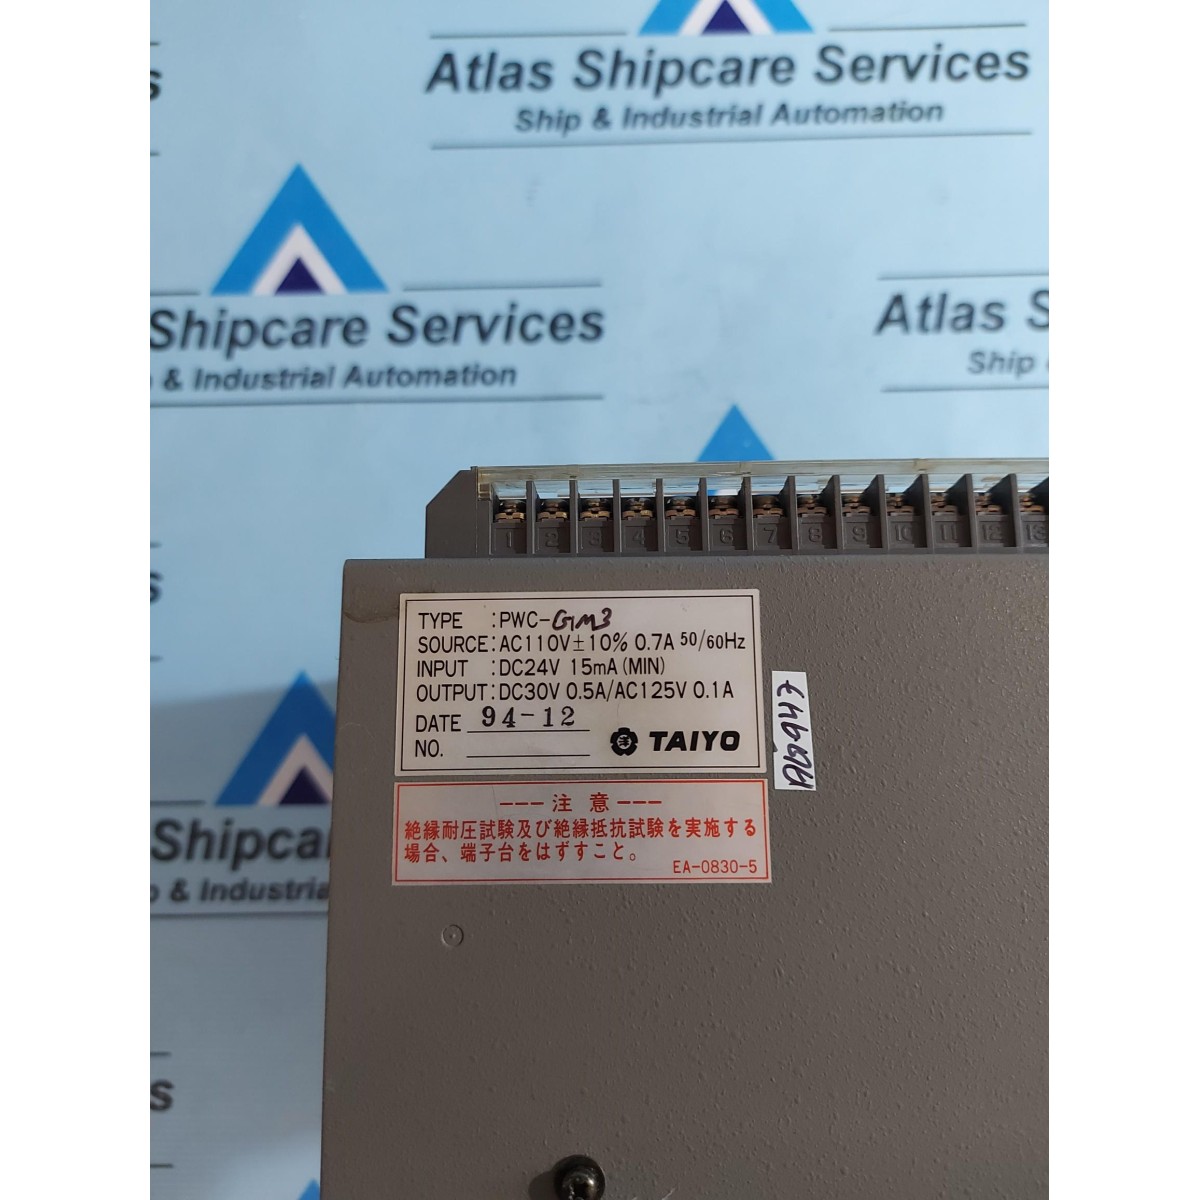 Atlas Shipcare Services
Ship & Industrial Automation
Shipcare Services
& Industrial Automation
Atlas S
Ship
1 2 3 4 5 6 7 8 9 10 11 12 13
TYPE :PWC-GM3
SOURCE:AC110V±10% 0.7A 50/60Hz
INPUT :DC24V 15mA(MIN)
OUTPUT:DC30V 0.5A/AC125V 0.1A
DATE 94-12
NO.
TAIYO
---注 意---
絶縁耐圧試験及び絶縁抵抗試験を実施する
場合、端子台をはずすこと。
EA-0830-5
Shipca
& Industria